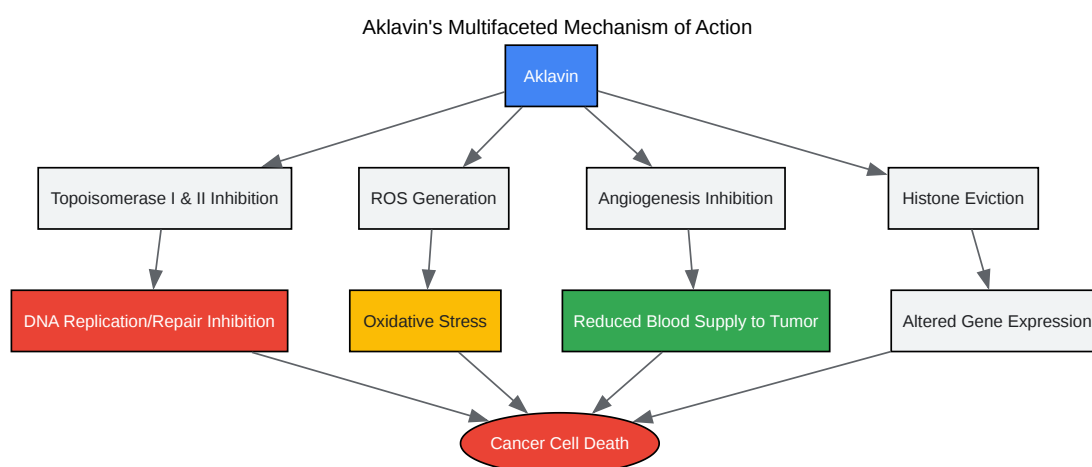 Aklavin's Multifaceted Mechanism of Action
Aklavin
Topoisomerase I & II Inhibition
ROS Generation
Angiogenesis Inhibition
Histone Eviction
DNA Replication/Repair Inhibition
Oxidative Stress
Reduced Blood Supply to Tumor
Altered Gene Expression
Cancer Cell Death